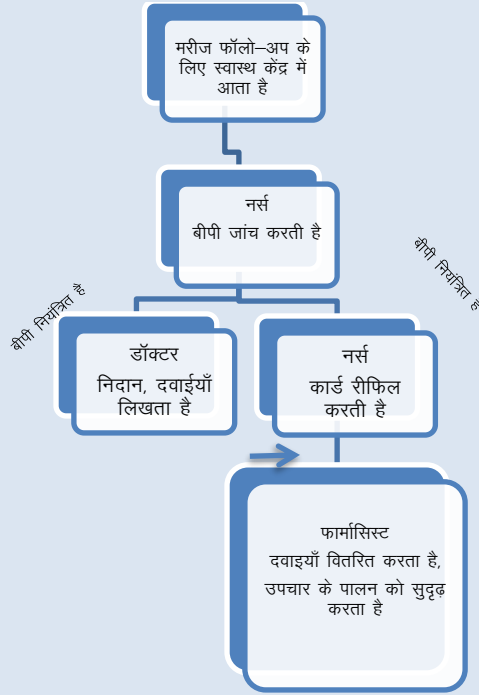 मरीज फॉलो–अप के
लिए स्वास्थ केंद्र में
आता है
नर्स
बीपी जांच करती है
बीपी नियंत्रित है
बीपी नियंत्रित है
डॉक्टर
निदान, दवाईयाँ
लिखता है
नर्स
कार्ड रीफिल
करती है
फार्मासिस्ट
दवाइयाँ वितरित करता है,
उपचार के पालन को सुदृढ़
करता है